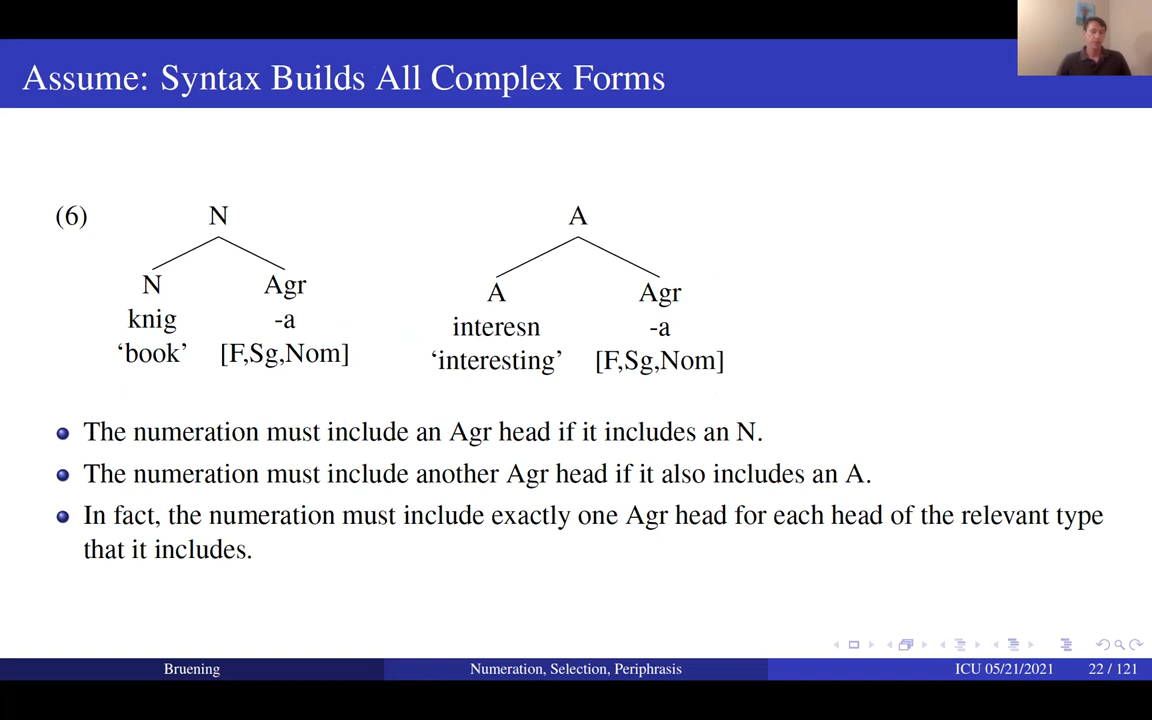 Assume: Syntax Builds All Complex Forms
(6) N A
N Agr A Agr
knig -a interesn -a
‘book’ [F,Sg,Nom] ‘interesting’ [F,Sg,Nom]
The numeration must include an Agr head if it includes an N.
The numeration must include another Agr head if it also includes an A.
In fact, the numeration must include exactly one Agr head for each head of the relevant type
that it includes.
Bruening Numeration, Selection, Periphrasis ICU 05/21/2021 22 / 121